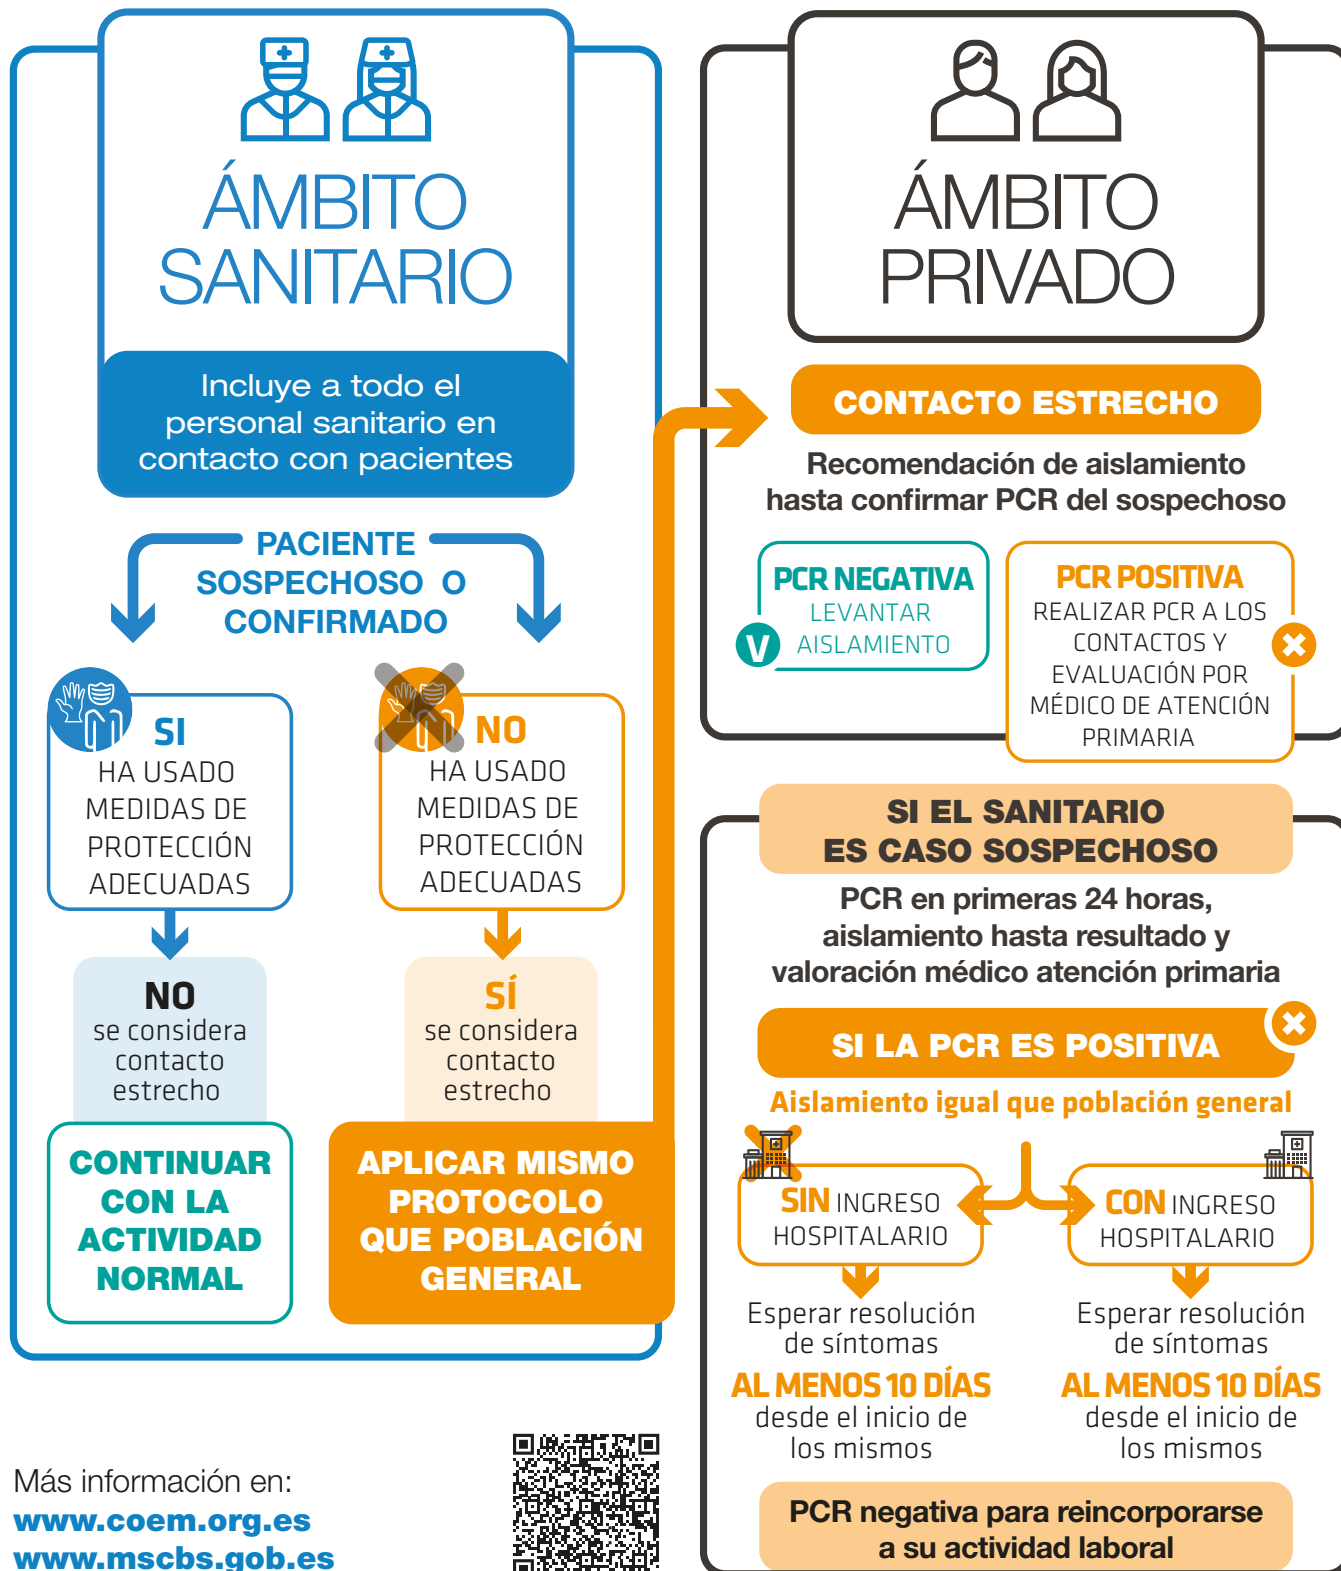 ÁMBITO
SANITARIO
Incluye a todo el
personal sanitario en
contacto con pacientes
PACIENTE
SOSPECHOSO O
CONFIRMADO
SI
HA USADO
MEDIDAS DE
PROTECCIÓN
ADECUADAS
NO
se considera
contacto
estrecho
CONTINUAR
CON LA
ACTIVIDAD
NORMAL
NO
HA USADO
MEDIDAS DE
PROTECCIÓN
ADECUADAS
SÍ
se considera
contacto
estrecho
APLICAR MISMO
PROTOCOLO
QUE POBLACIÓN
GENERAL
ÁMBITO
PRIVADO
CONTACTO ESTRECHO
Recomendación de aislamiento
hasta confirmar PCR del sospechoso
PCR NEGATIVA
LEVANTAR
AISLAMIENTO
V
PCR POSITIVA
REALIZAR PCR A LOS
CONTACTOS Y
EVALUACIÓN POR
MÉDICO DE ATENCIÓN
PRIMARIA
SI EL SANITARIO
ES CASO SOSPECHOSO
PCR en primeras 24 horas,
aislamiento hasta resultado y
valoración médico atención primaria
SI LA PCR ES POSITIVA
Aislamiento igual que población general
SIN INGRESO
HOSPITALARIO
Esperar resolución
de síntomas
AL MENOS 10 DÍAS
desde el inicio de
los mismos
CON INGRESO
HOSPITALARIO
Esperar resolución
de síntomas
AL MENOS 10 DÍAS
desde el inicio de
los mismos
PCR negativa para reincorporarse
a su actividad laboral
Más información en:
www.coem.org.es
www.mscbs.gob.es